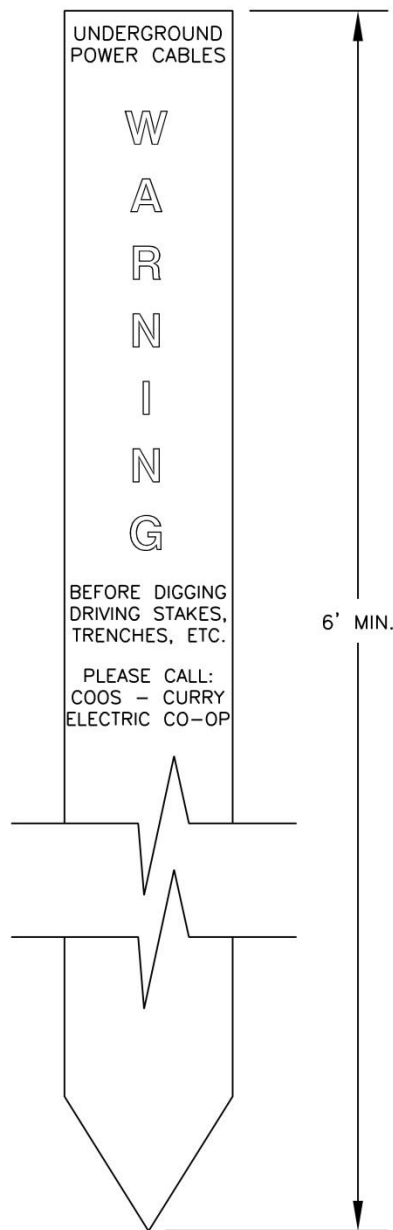 UNDERGROUND
POWER CABLES
W
A
R
N
I
N
G
BEFORE DIGGING
DRIVING STAKES,
TRENCHES, ETC.
PLEASE CALL:
COOS – CURRY
ELECTRIC CO–OP
6' MIN.